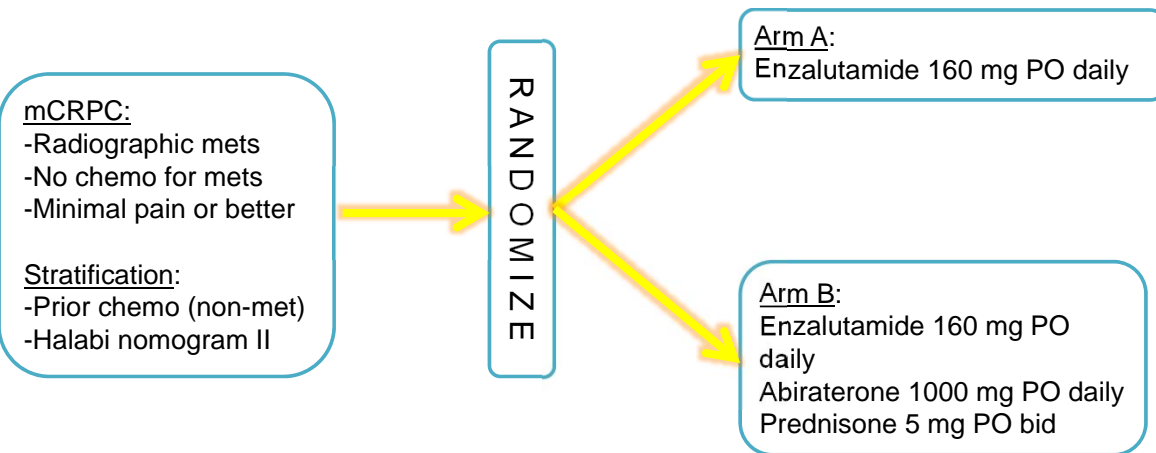 mCRPC:
-Radiographic mets
-No chemo for mets
-Minimal pain or better
Stratification:
-Prior chemo (non-met)
-Halabi nomogram II
RANDOMIZE
Arm A:
Enzalutamide 160 mg PO daily
Arm B:
Enzalutamide 160 mg PO
daily
Abiraterone 1000 mg PO daily
Prednisone 5 mg PO bid